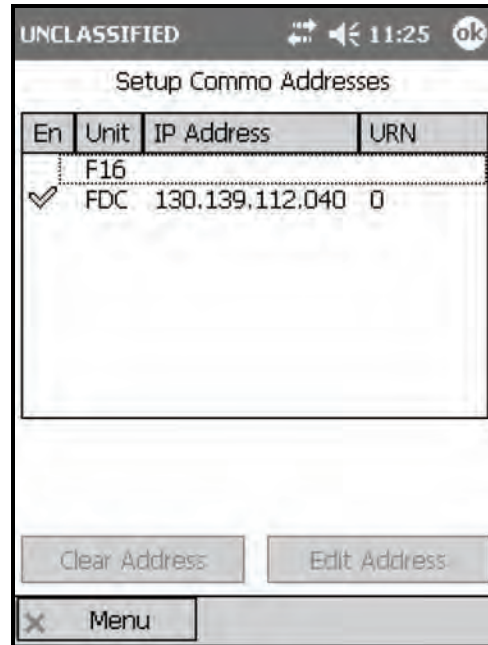 UNCLASSIFIED 11:25 ok
Setup Commo Addresses
En Unit IP Address URN
F16
FDC 130.139.112.040 0
Clear Address Edit Address
Menu